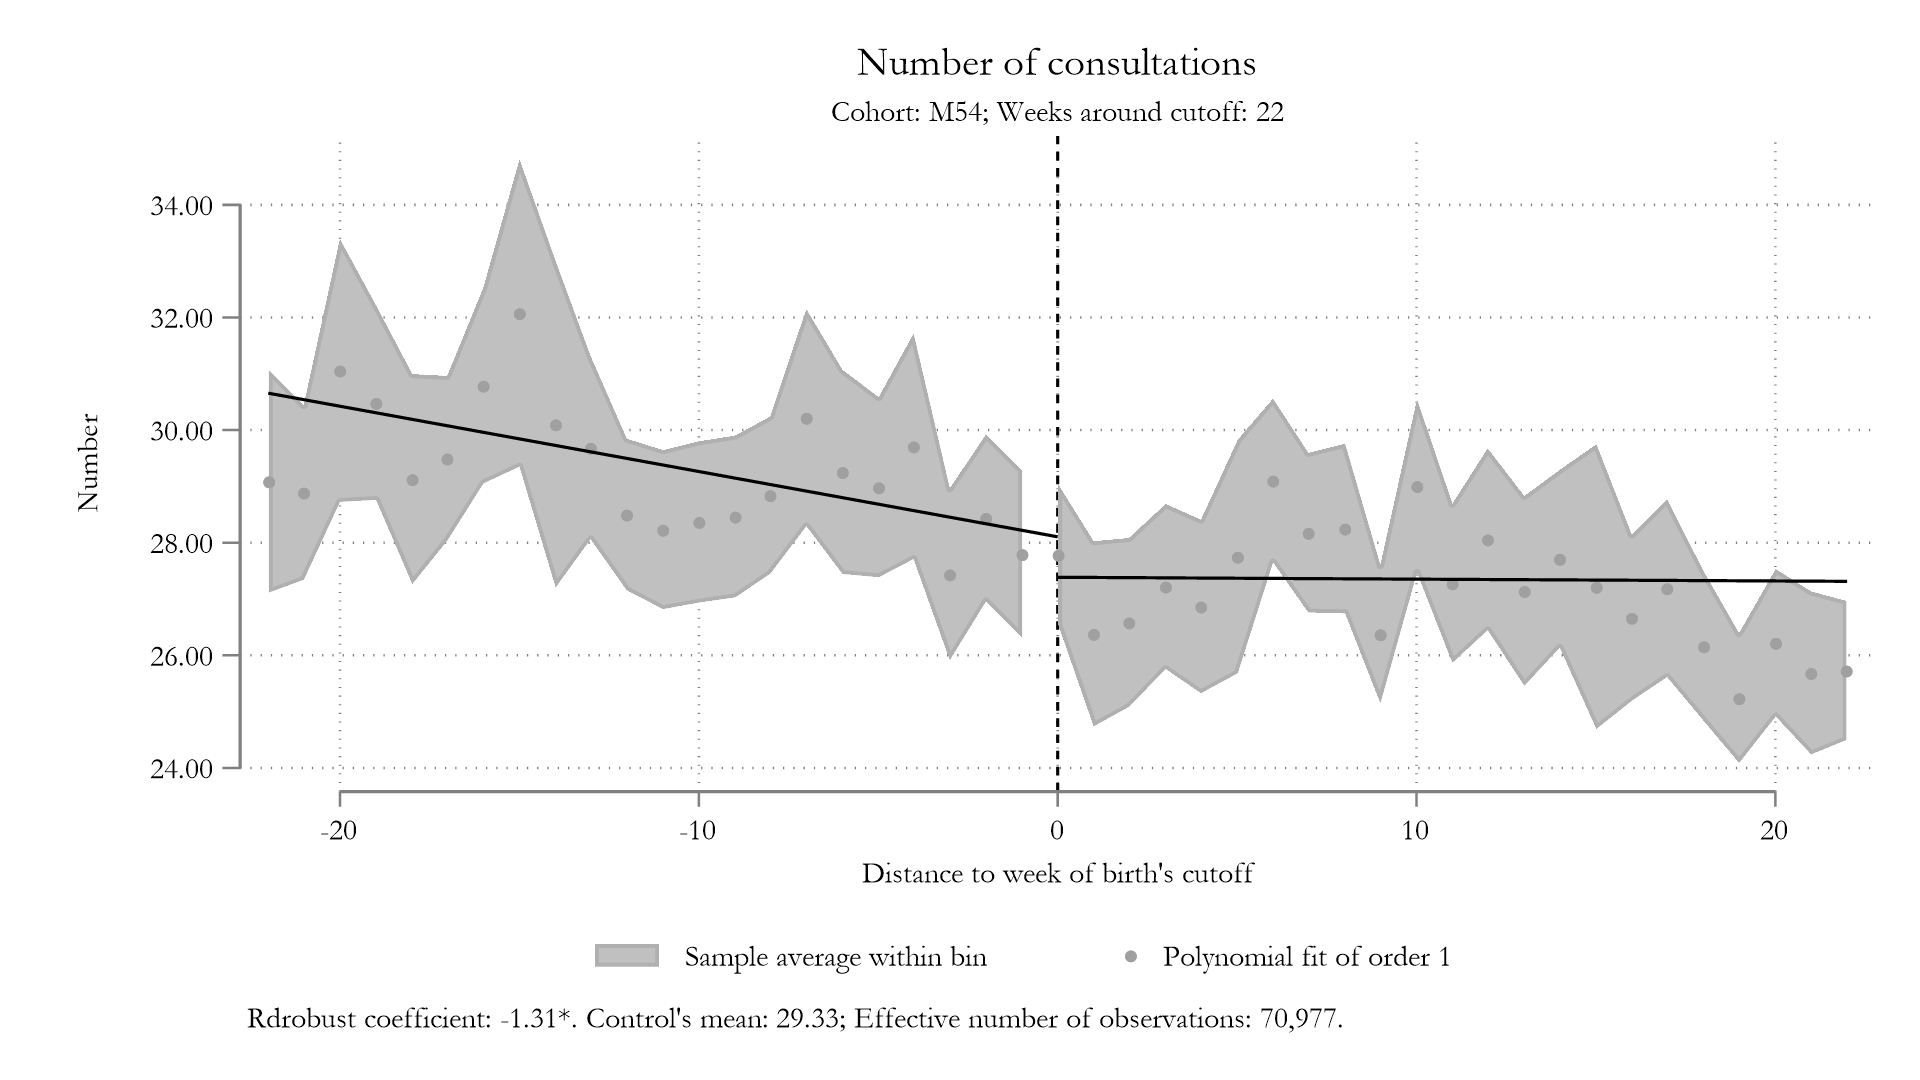 Number of consultations
Cohort: M54; Weeks around cutoff: 22
34.00
32.00
30.00
28.00
26.00
24.00
Number
-20 -10 0 10 20
Distance to week of birth's cutoff
Sample average within bin Polynomial fit of order 1
Rdrobust coefficient: -1.31*. Control's mean: 29.33; Effective number of observations: 70,977.